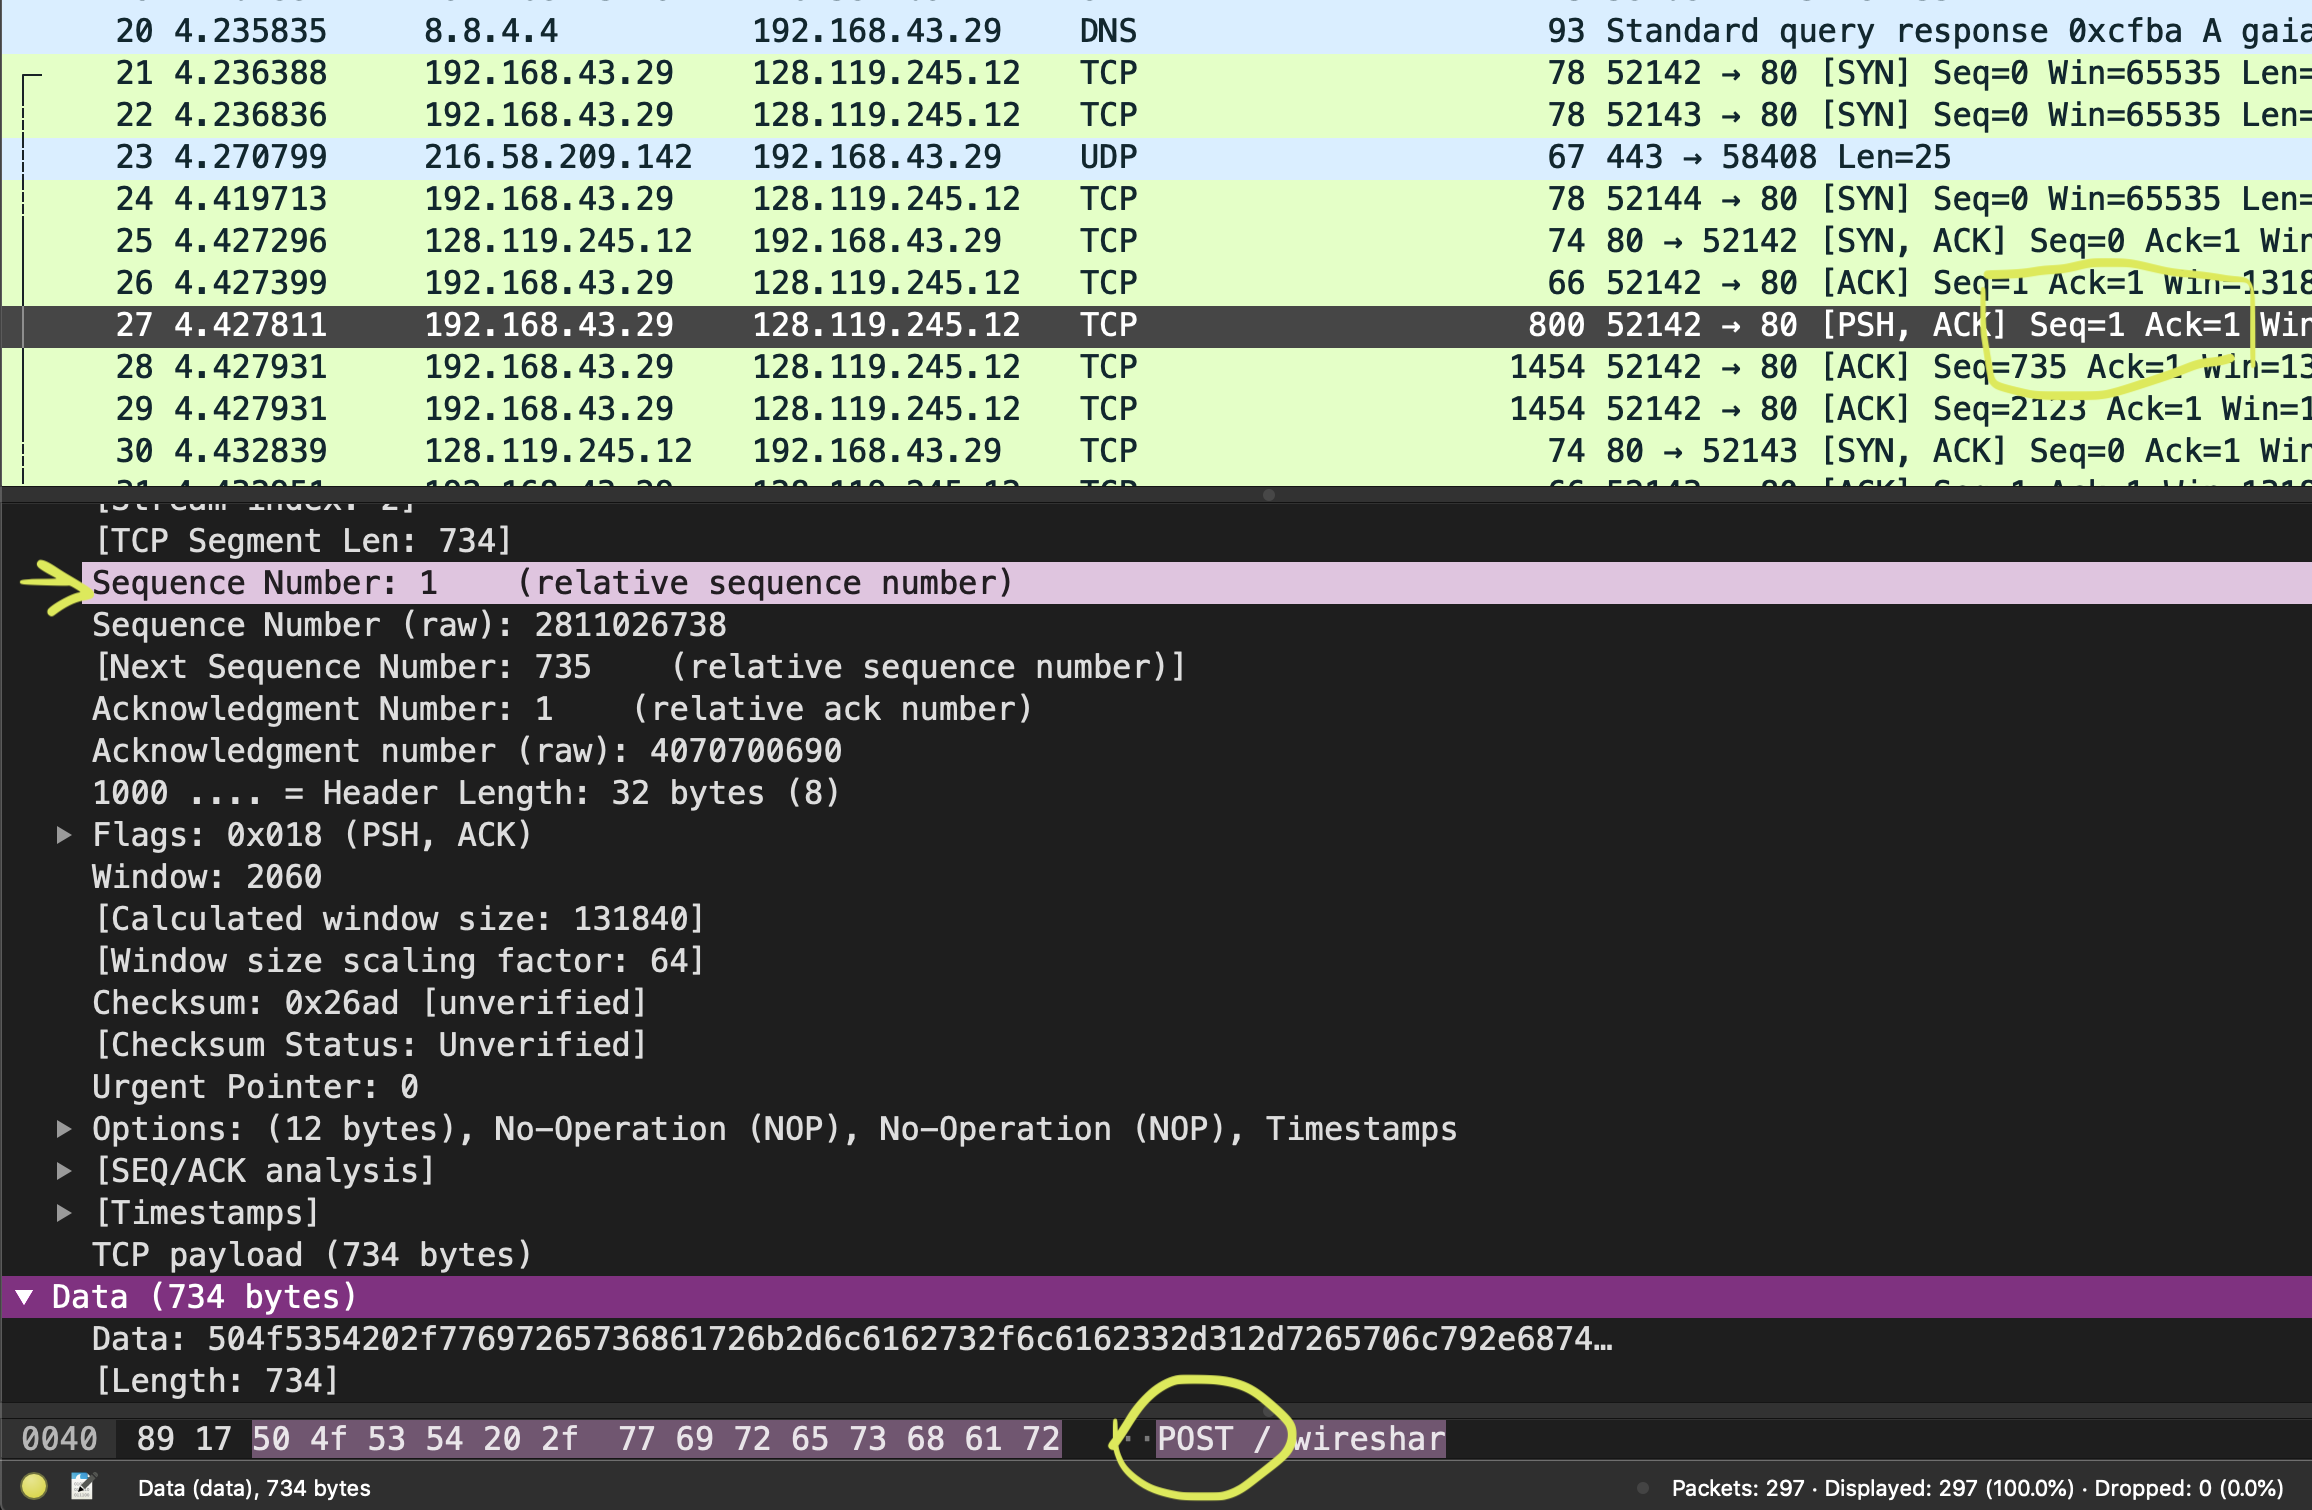 20 4.235835 8.8.4.4 192.168.43.29 DNS 93 Standard query response 0xcfba A gaia
21 4.236388 192.168.43.29 128.119.245.12 TCP 78 52142 → 80 [SYN] Seq=0 Win=65535 Len=
22 4.236836 192.168.43.29 128.119.245.12 TCP 78 52143 → 80 [SYN] Seq=0 Win=65535 Len=
23 4.270799 216.58.209.142 192.168.43.29 UDP 67 443 → 58408 Len=25
24 4.419713 192.168.43.29 128.119.245.12 TCP 78 52144 → 80 [SYN] Seq=0 Win=65535 Len=
25 4.427296 128.119.245.12 192.168.43.29 TCP 74 80 → 52142 [SYN, ACK] Seq=0 Ack=1 Win
26 4.427399 192.168.43.29 128.119.245.12 TCP 66 52142 → 80 [ACK] Seq=1 Ack=1 Win=1318
27 4.427811 192.168.43.29 128.119.245.12 TCP 800 52142 → 80 [PSH, ACK] Seq=1 Ack=1 Win
28 4.427931 192.168.43.29 128.119.245.12 TCP 1454 52142 → 80 [ACK] Seq=735 Ack=1 Win=13
29 4.427931 192.168.43.29 128.119.245.12 TCP 1454 52142 → 80 [ACK] Seq=2123 Ack=1 Win=1
30 4.432839 128.119.245.12 192.168.43.29 TCP 74 80 → 52143 [SYN, ACK] Seq=0 Ack=1 Win
[Stream index: 2]
[TCP Segment Len: 734]
Sequence Number: 1 (relative sequence number)
Sequence Number (raw): 2811026738
[Next Sequence Number: 735 (relative sequence number)]
Acknowledgment Number: 1 (relative ack number)
Acknowledgment number (raw): 4070700690
1000 .... = Header Length: 32 bytes (8)
Flags: 0x018 (PSH, ACK)
Window: 2060
[Calculated window size: 131840]
[Window size scaling factor: 64]
Checksum: 0x26ad [unverified]
[Checksum Status: Unverified]
Urgent Pointer: 0
Options: (12 bytes), No-Operation (NOP), No-Operation (NOP), Timestamps
[SEQ/ACK analysis]
[Timestamps]
TCP payload (734 bytes)
Data (734 bytes)
Data: 504f5354202f77697265736861726b2d6c6162732f6c6162332d312d7265706c792e6874…
[Length: 734]
0040 89 17 50 4f 53 54 20 2f 77 69 72 65 73 68 61 72 ··POST / wireshar
Data (data), 734 bytes
Packets: 297 · Displayed: 297 (100.0%) · Dropped: 0 (0.0%)